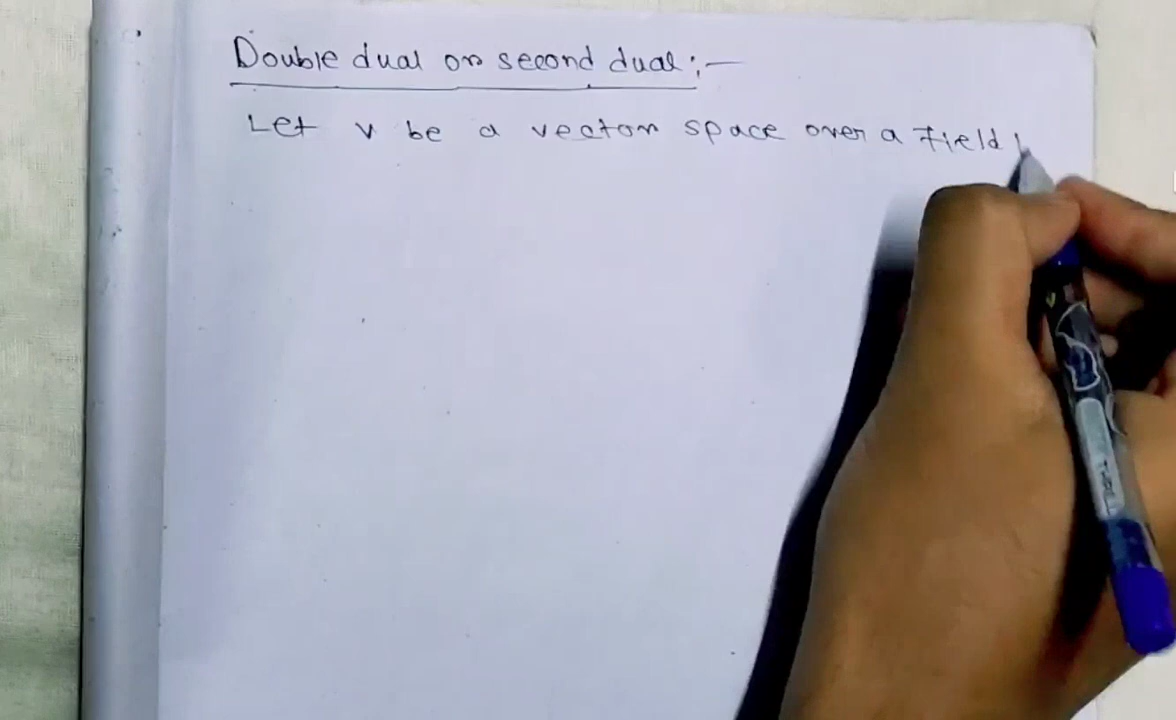 Double dual or second dual :-
Let v be a vector space over a field